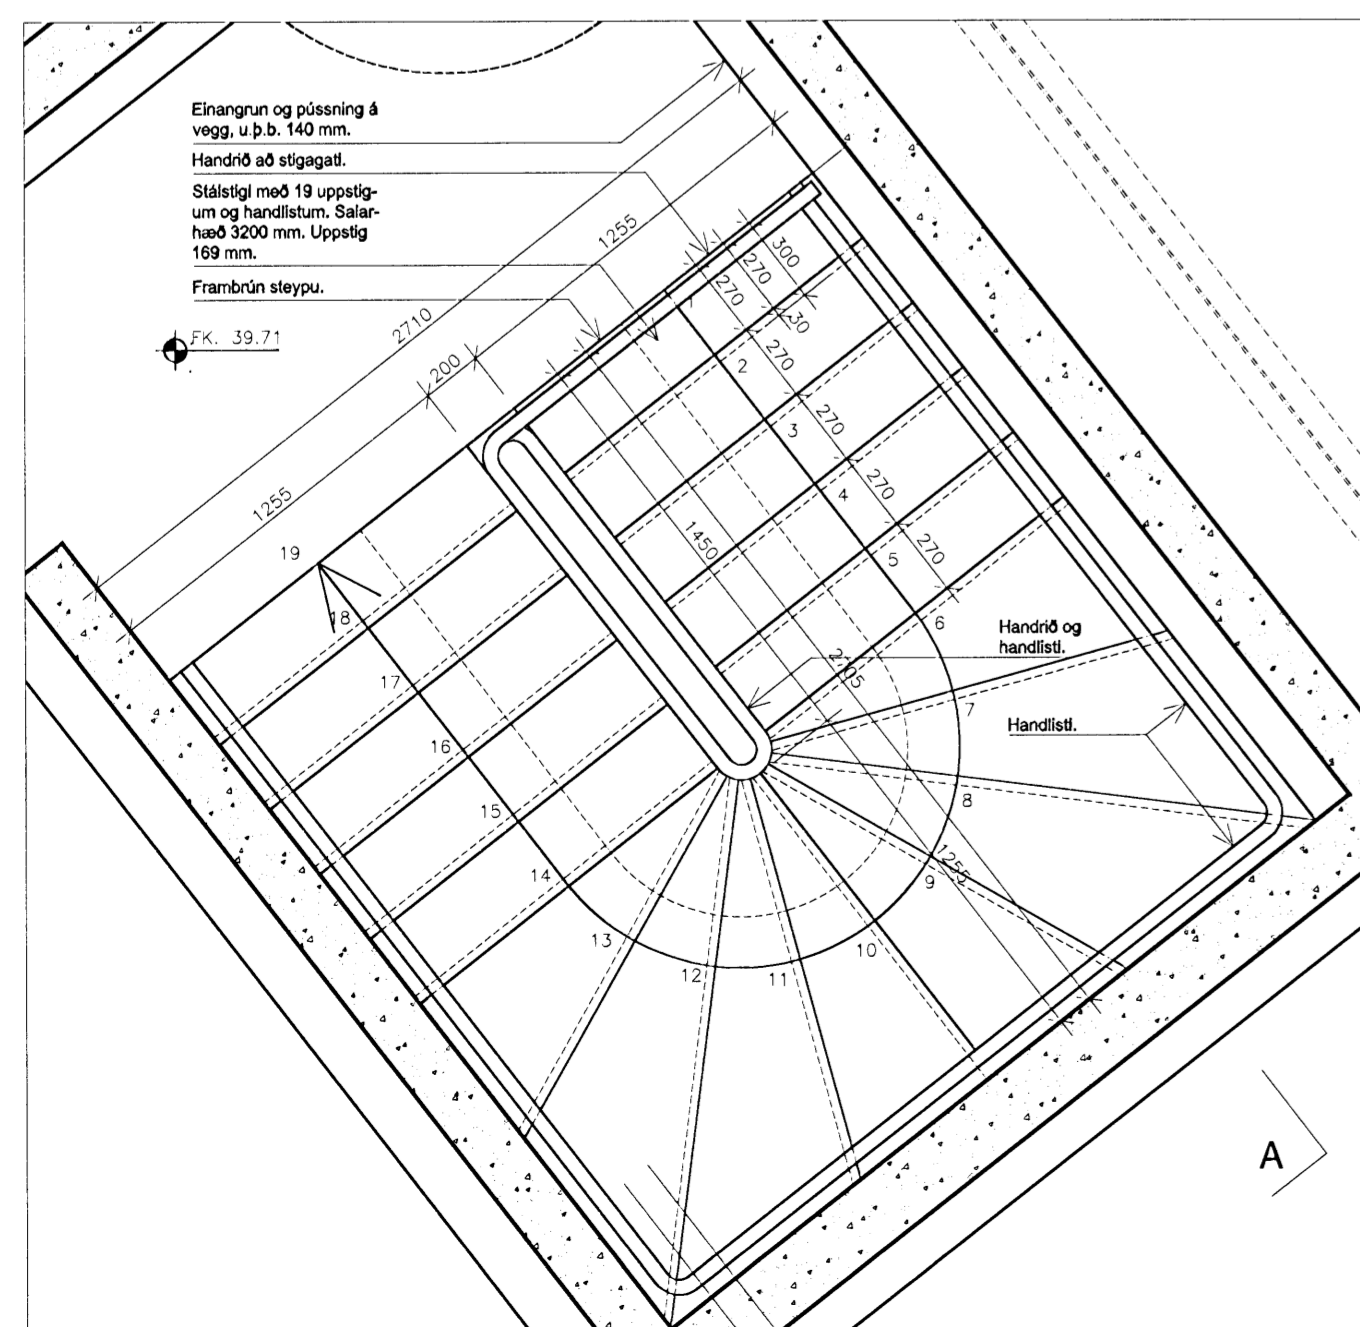 Einangrun og pússning á
vegg, u.þ.b. 140 mm.
Handrið að stigagati.
Stálstigi með 19 uppstig-
um og handlistum. Salar-
hæð 3200 mm. Uppstig
169 mm.
Frambrún steypu.
FK. 39.71
2710
1255
200
1255
300
270
270
30
270
270
270
270
1450
2105
1255
Handrið og
handlisti.
Handlisti.
2
3
4
5
6
7
8
9
10
11
12
13
14
15
16
17
18
19
A